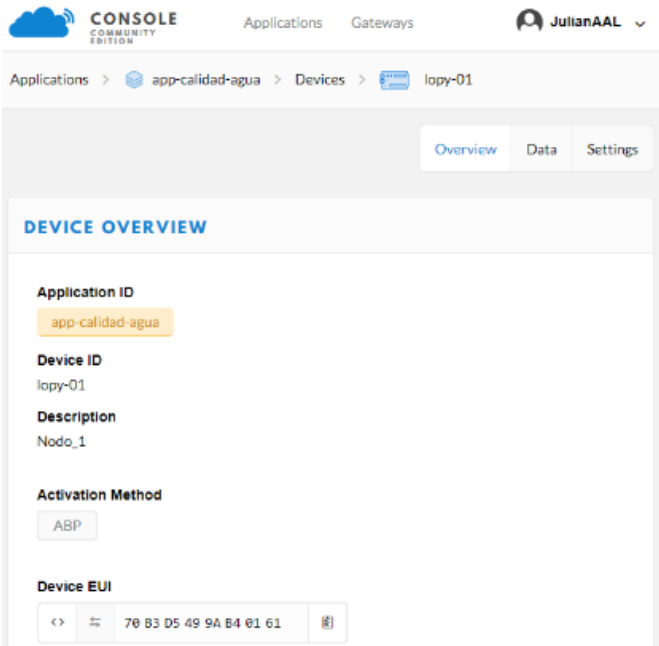 CONSOLE
COMMUNITY
EDITION
Applications Gateways JulianAAL
Applications > app-calidad-agua > Devices > lopy-01
Overview Data Settings
DEVICE OVERVIEW
Application ID
app-calidad-agua
Device ID
lopy-01
Description
Nodo_1
Activation Method
ABP
Device EUI
<> 70 B3 D5 49 9A B4 01 61